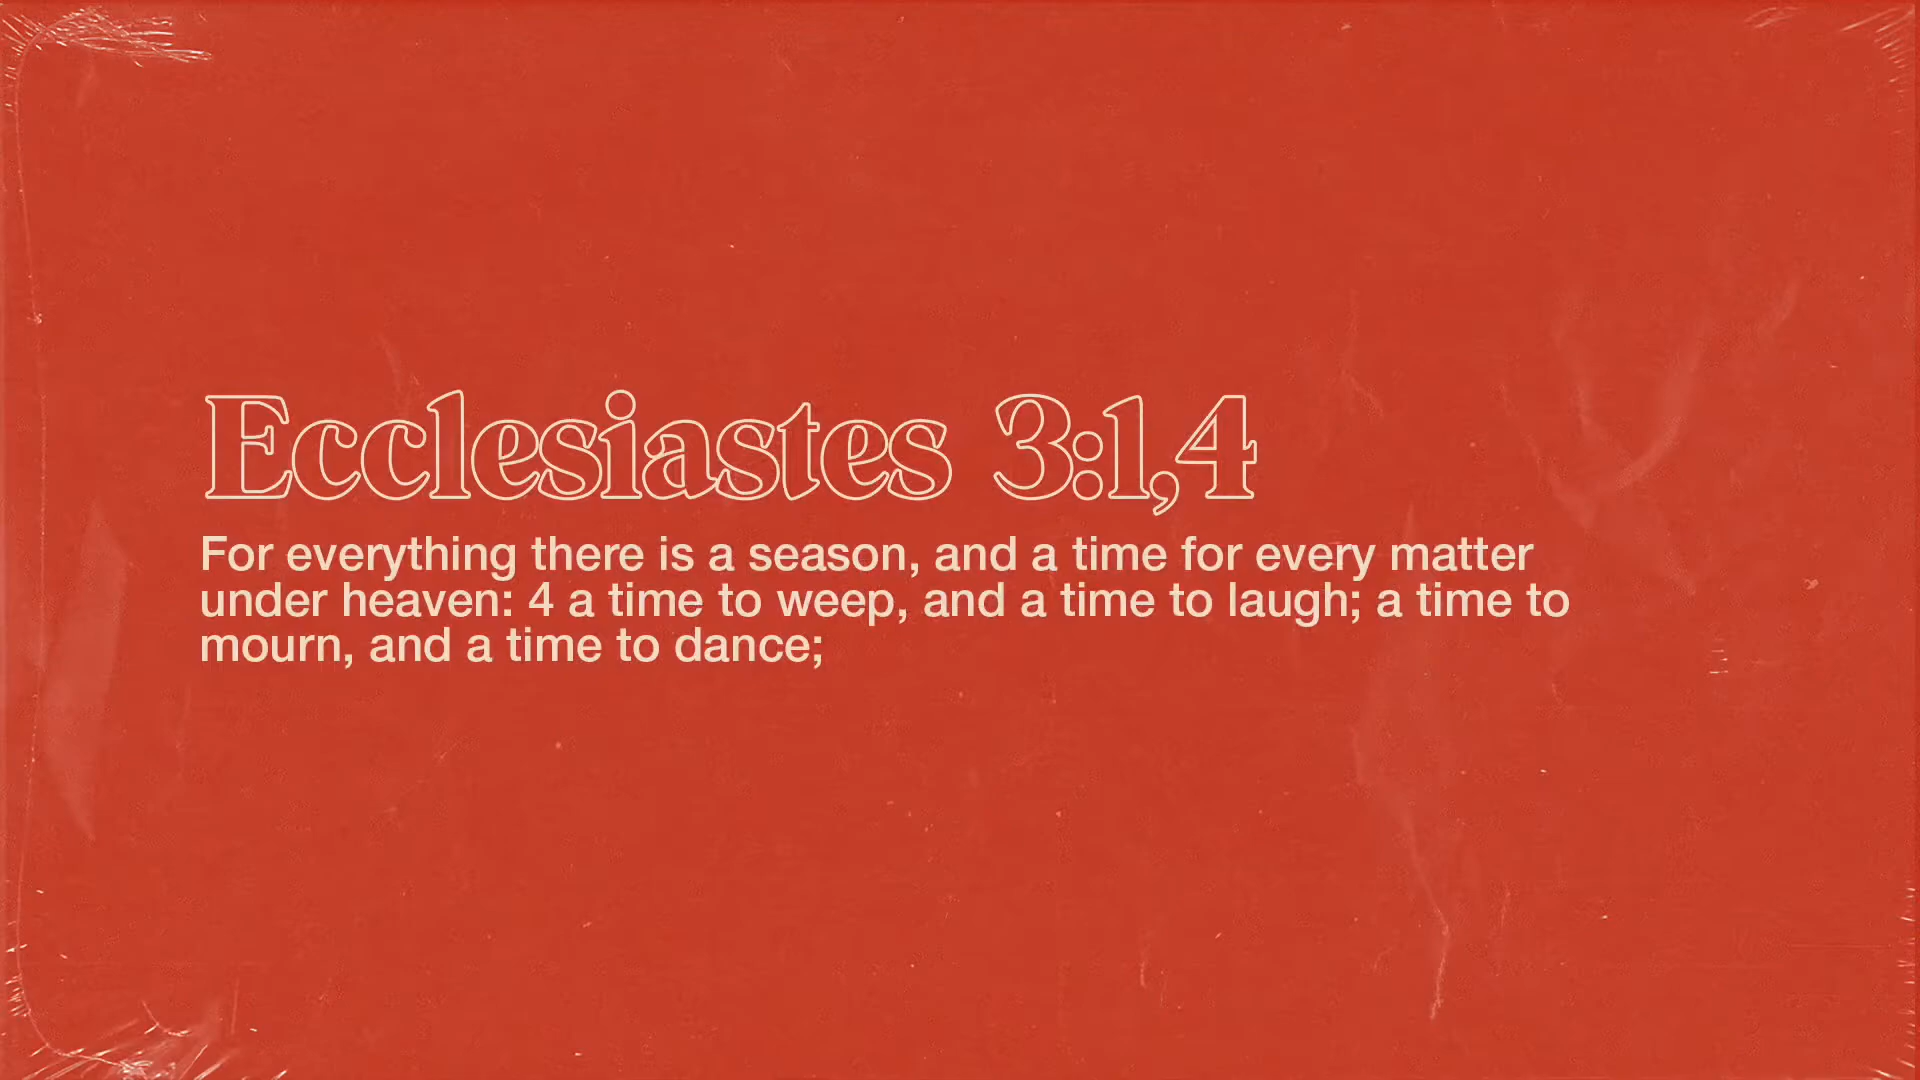 Ecclesiastes 3:1,4
For everything there is a season, and a time for every matter
under heaven: 4 a time to weep, and a time to laugh; a time to
mourn, and a time to dance;